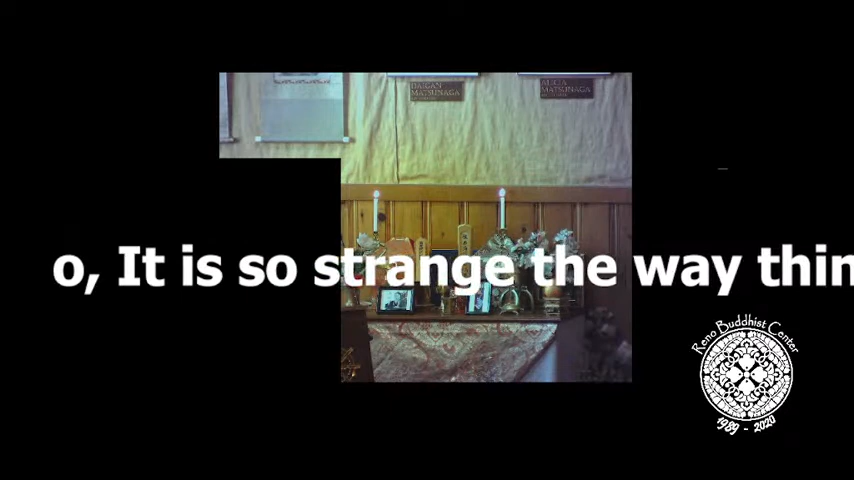 DAIGAN
MATSUNAGA
ALICIA
MATSUNAGA
o, It is so strange the way thin
Reno Buddhist Center
1989 - 2020